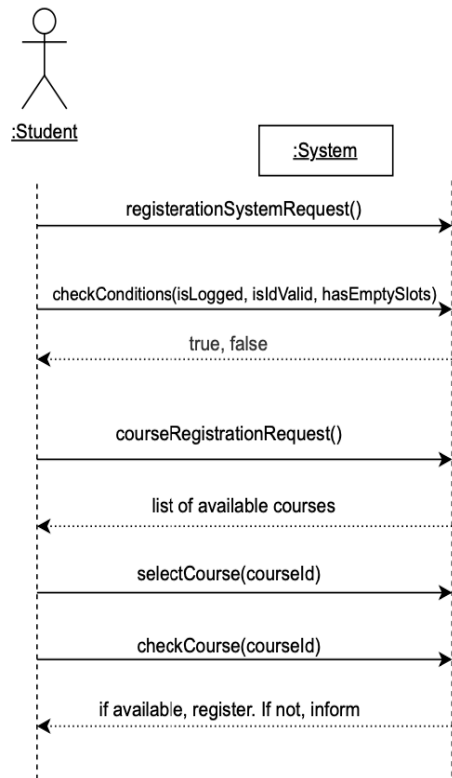 :Student
:System
registerationSystemRequest()
checkConditions(isLogged, isIdValid, hasEmptySlots)
true, false
courseRegistrationRequest()
list of available courses
selectCourse(courseId)
checkCourse(courseId)
if available, register. If not, inform